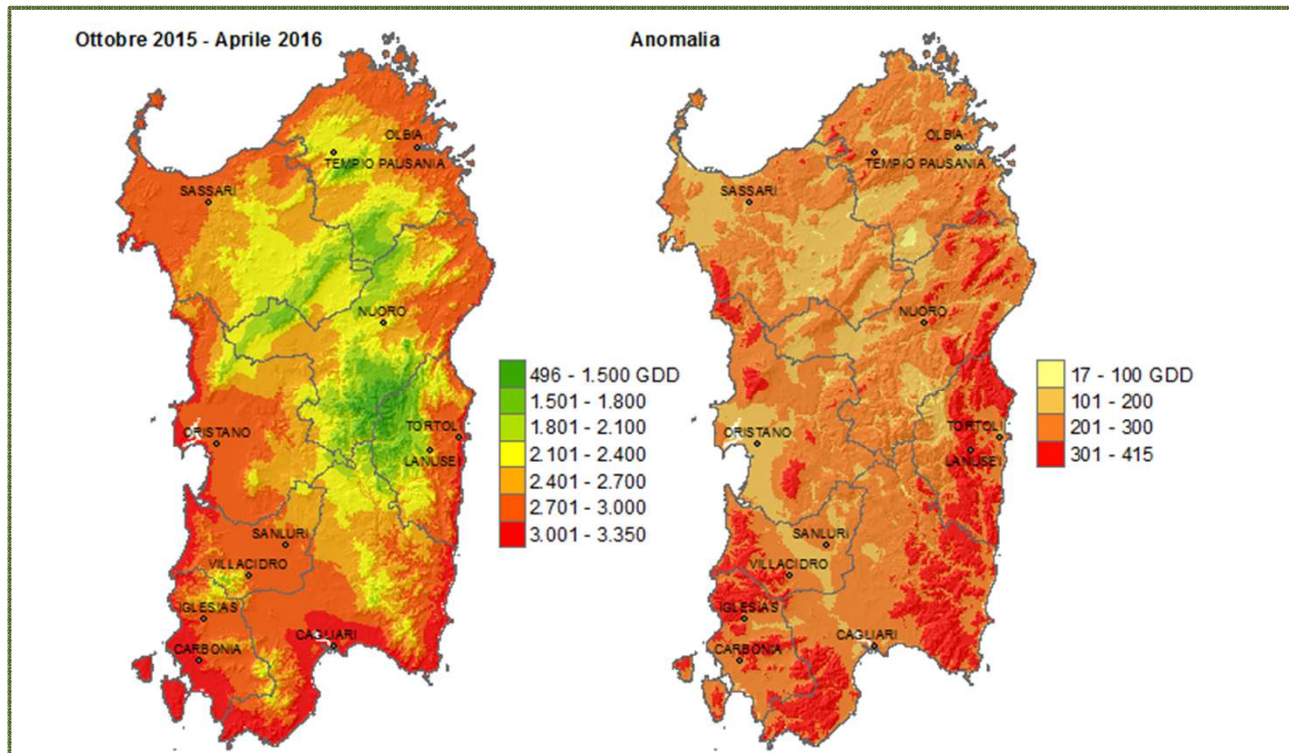 Ottobre 2015 - Aprile 2016
OLBIA
TEMPIO PAUSANIA
SASSARI
NUORO
ORISTANO
TORTOLI
LANUSEI
SANLURI
VILLACIDRO
IGLESIAS
CAGLIARI
CARBONIA
496 - 1.500 GDD
1.501 - 1.800
1.801 - 2.100
2.101 - 2.400
2.401 - 2.700
2.701 - 3.000
3.001 - 3.350
Anomalia
OLBIA
TEMPIO PAUSANIA
SASSARI
NUORO
ORISTANO
TORTOLI
LANUSEI
SANLURI
VILLACIDRO
IGLESIAS
CAGLIARI
CARBONIA
17 - 100 GDD
101 - 200
201 - 300
301 - 415